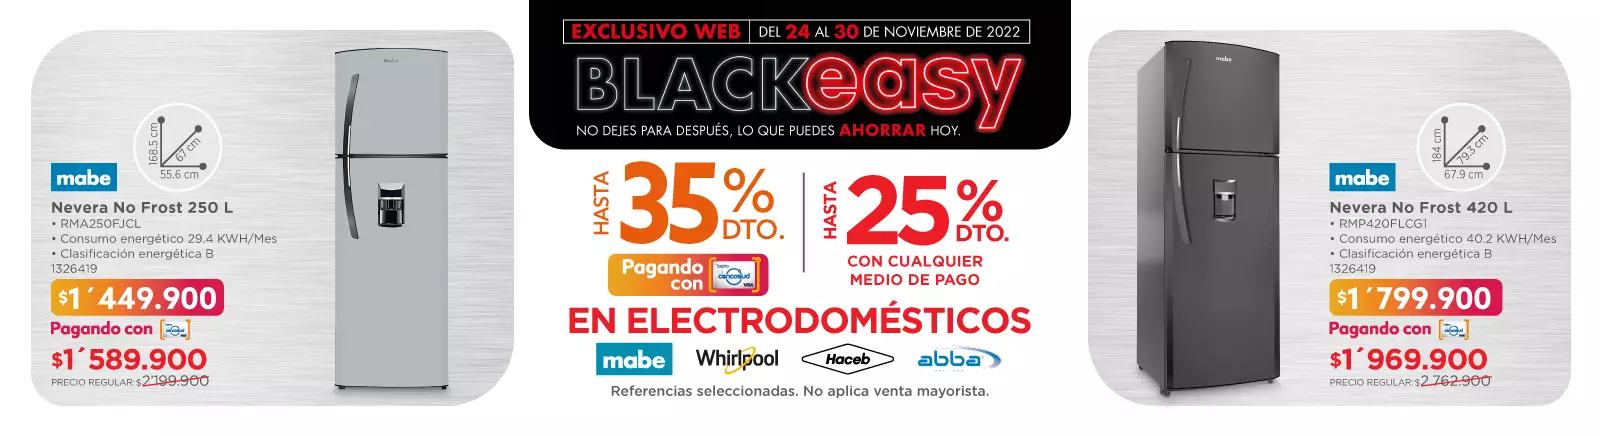 168.5 cm
67 cm
55.6 cm
mabe
Nevera No Frost 250 L
• RMA250FJCL
• Consumo energético 29.4 KWH/Mes
• Clasificación energética B
1326419
$1´449.900
Pagando con
$1´589.900
PRECIO REGULAR:$2'199.900
mabe
EXCLUSIVO WEB DEL 24 AL 30 DE NOVIEMBRE DE 2022
BLACKeasy
NO DEJES PARA DESPUÉS, LO QUE PUEDES AHORRAR HOY.
HASTA 35% DTO.
Pagando con Tarjeta cencosud VISA
HASTA 25% DTO.
CON CUALQUIER
MEDIO DE PAGO
EN ELECTRODOMÉSTICOS
mabe Whirlpool Haceb abba
Referencias seleccionadas. No aplica venta mayorista.
mabe
184 cm
79.3 cm
67.9 cm
mabe
Nevera No Frost 420 L
• RMP420FLCG1
• Consumo energético 40.2 KWH/Mes
• Clasificación energética B
1326419
$1´799.900
Pagando con
$1´969.900
PRECIO REGULAR:$2.762.900